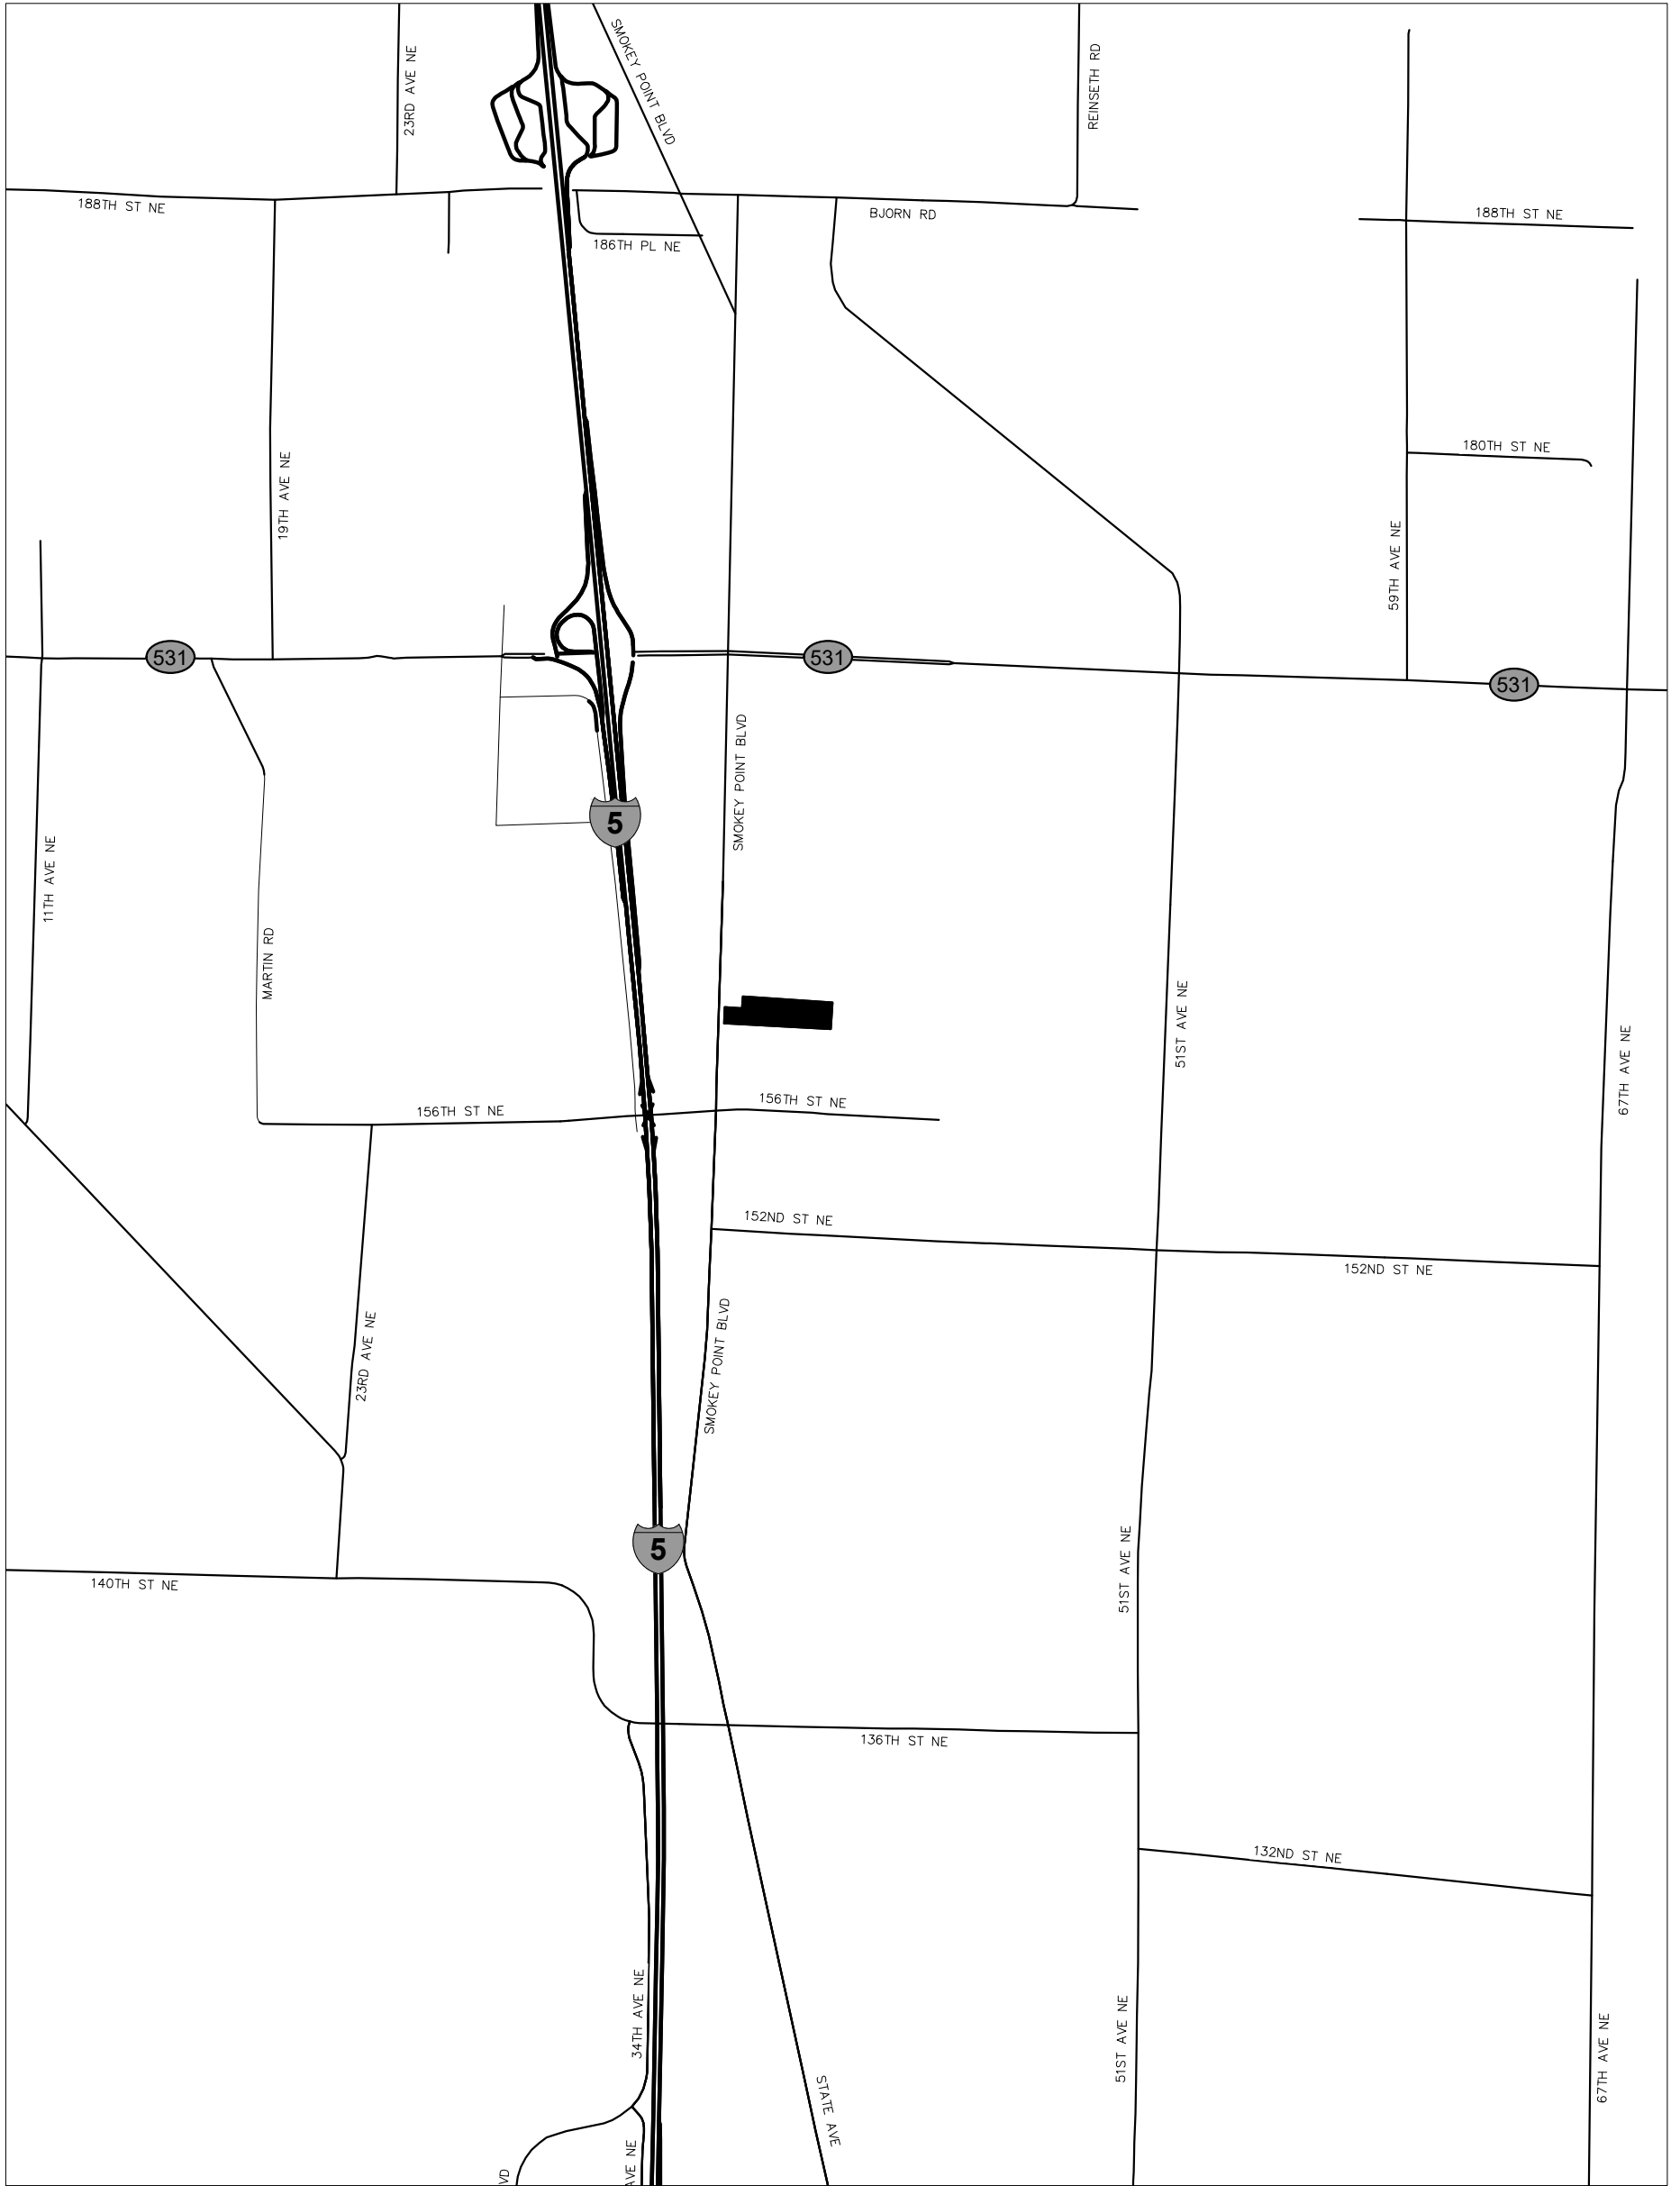 SMOKEY POINT BLVD
23RD AVE NE
REINSETH RD
188TH ST NE
BJORN RD
188TH ST NE
186TH PL NE
180TH ST NE
19TH AVE NE
59TH AVE NE
531
531
531
SMOKEY POINT BLVD
5
11TH AVE NE
MARTIN RD
51ST AVE NE
67TH AVE NE
156TH ST NE
156TH ST NE
152ND ST NE
152ND ST NE
SMOKEY POINT BLVD
23RD AVE NE
5
51ST AVE NE
140TH ST NE
136TH ST NE
132ND ST NE
34TH AVE NE
51ST AVE NE
67TH AVE NE
STATE AVE
VD
AVE NE